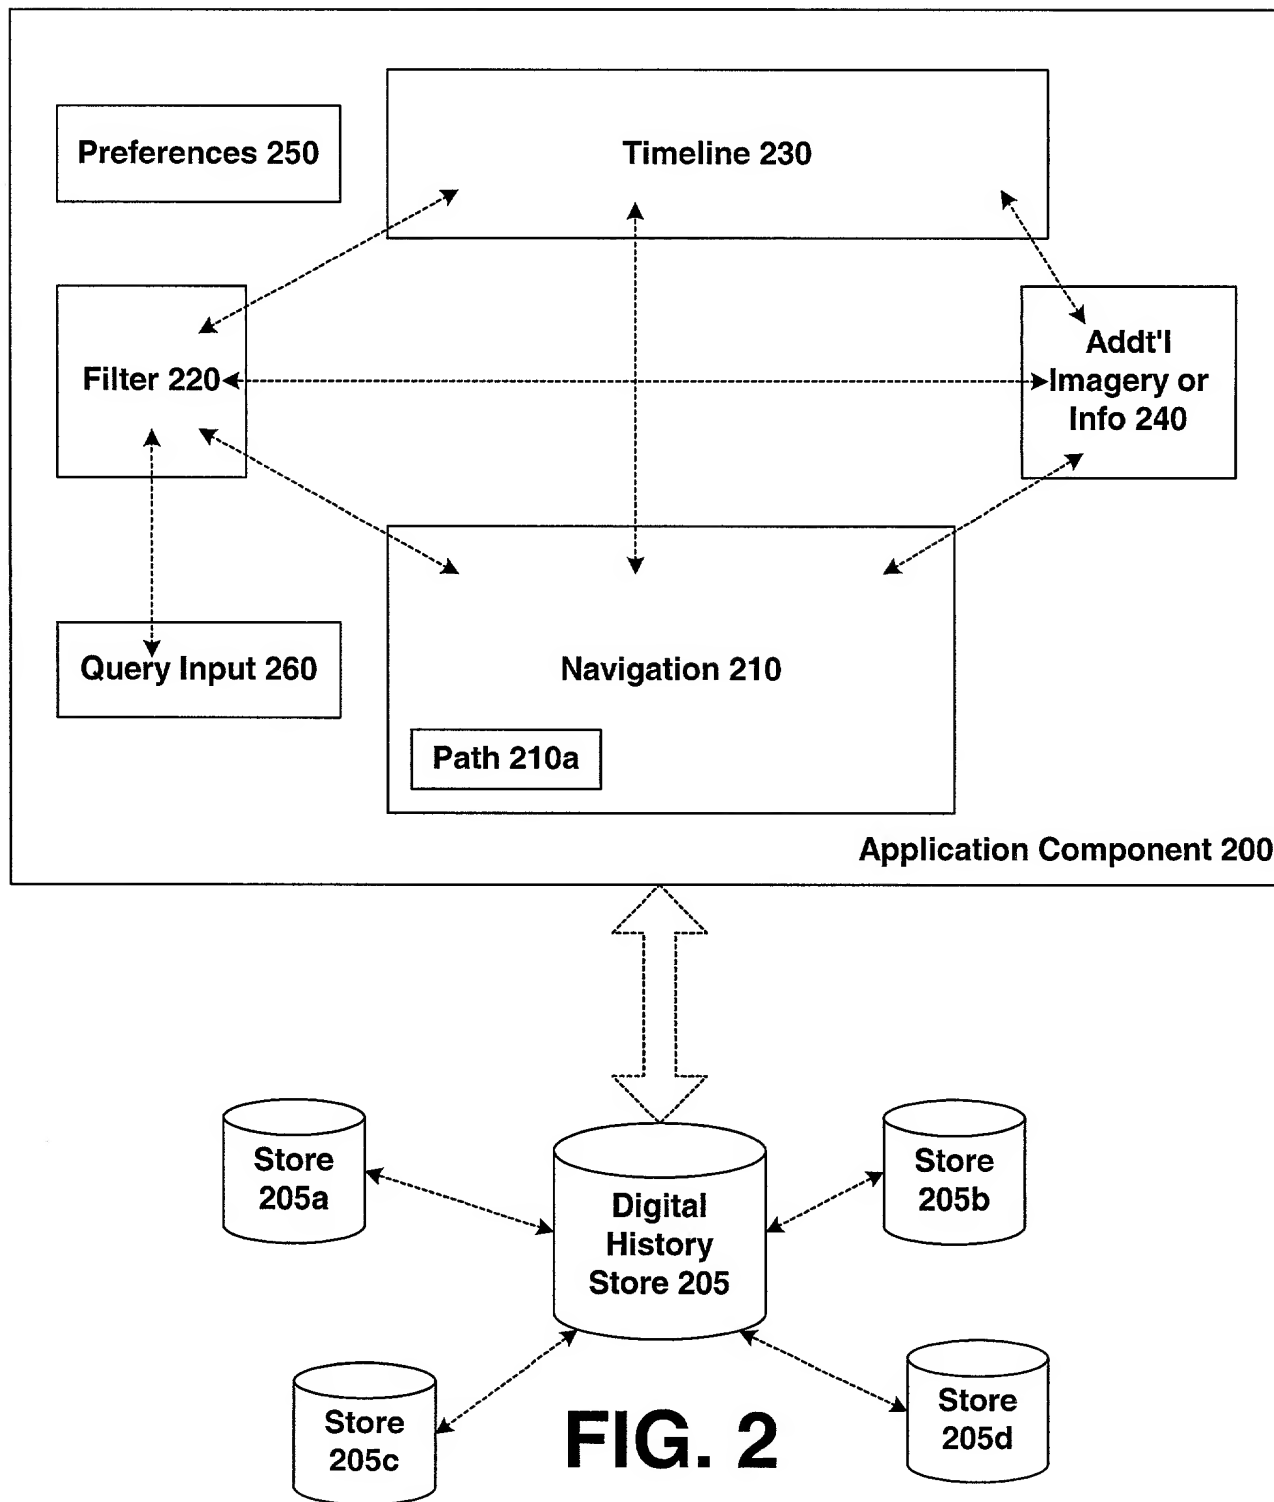 Preferences 250
Timeline 230
Filter 220
Addt'l
Imagery or
Info 240
Query Input 260
Navigation 210
Path 210a
Application Component 200
Store
205a
Store
205b
Digital
History
Store 205
Store
205c
Store
205d
FIG. 2